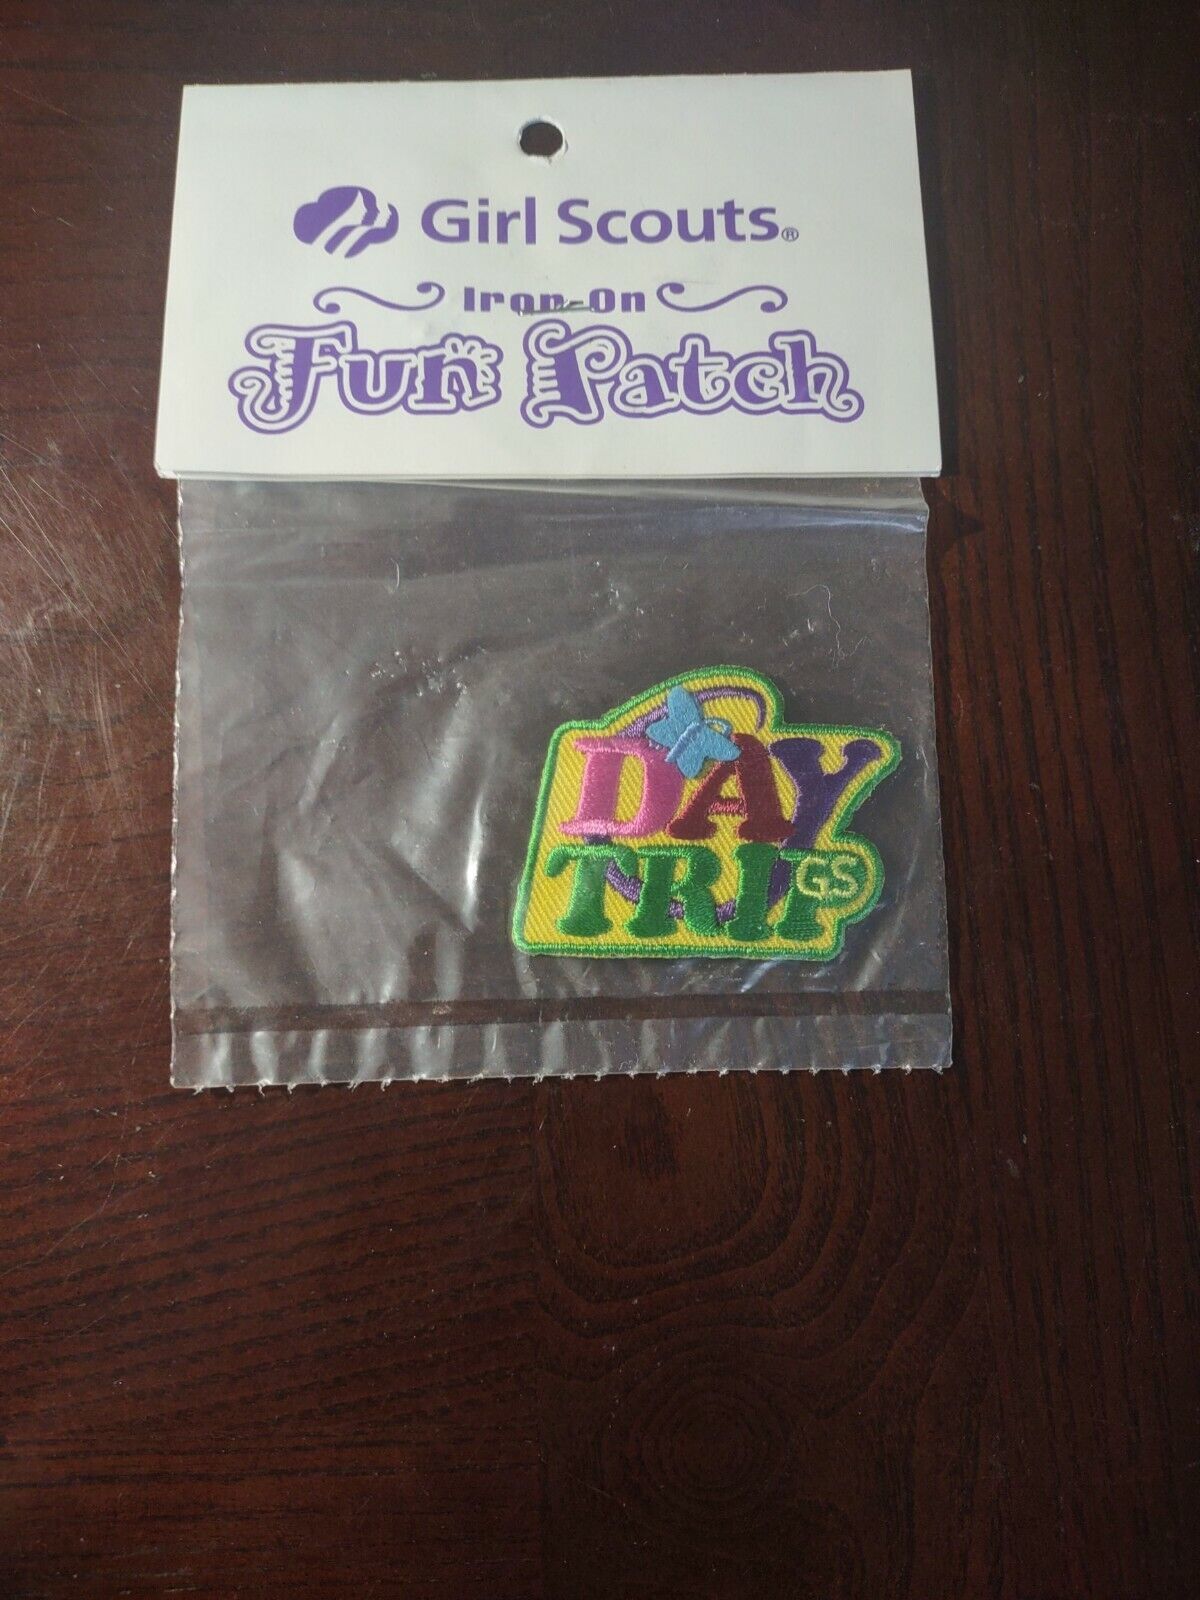 Girl Scouts®
Iron-On
Fun Patch
DAY
TRIP
GS